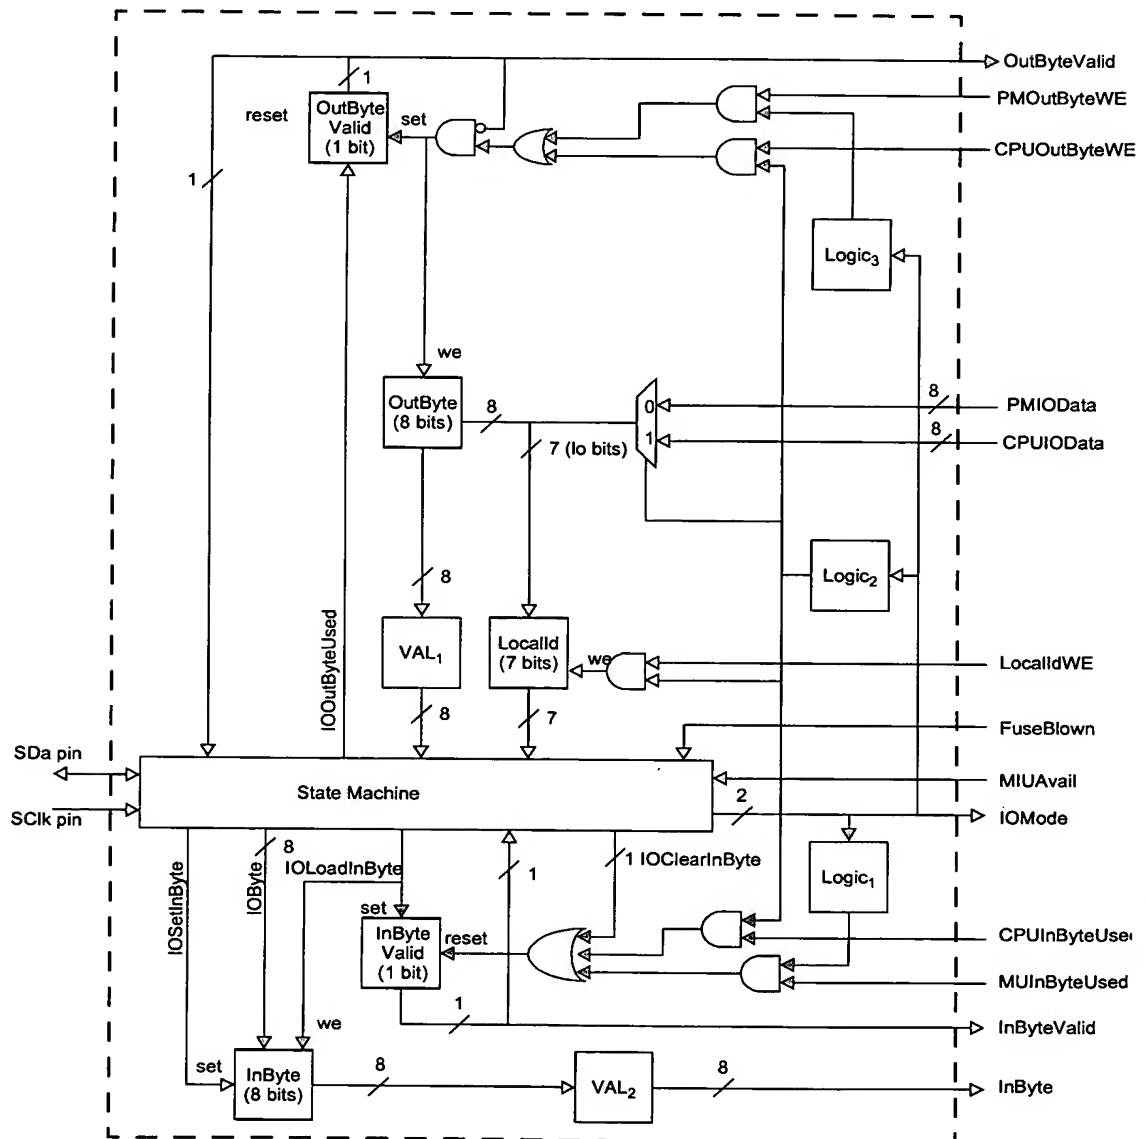 OutByteValid
1
reset
OutByte
Valid
(1 bit)
set
PMOutByteWE
CPUOutByteWE
1
Logic3
we
OutByte
(8 bits)
8
0
1
8
PMIOData
8
CPUIOData
7 (lo bits)
8
Logic2
IOOutByteUsed
VAL1
LocalId
(7 bits)
we
LocalIdWE
8
7
FuseBlown
SDa pin
MIUAvail
State Machine
2
IOMode
SClk pin
IOSetInByte
IOByte
8
IOLoadInByte
1
1 IOClearInByte
Logic1
set
InByte
Valid
(1 bit)
reset
CPUInByteUse
MUInByteUsed
1
InByteValid
we
set
InByte
(8 bits)
8
VAL2
8
InByte